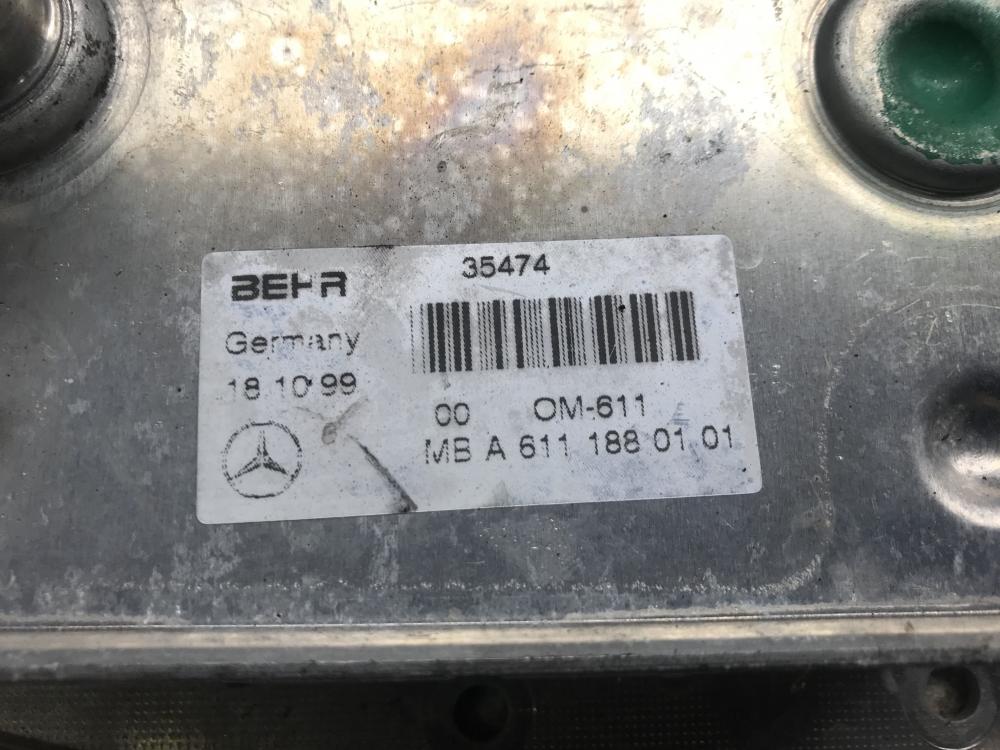 BEHR
35474
Germany
18 10'99
00 OM-611
MB A 611 188 01 01